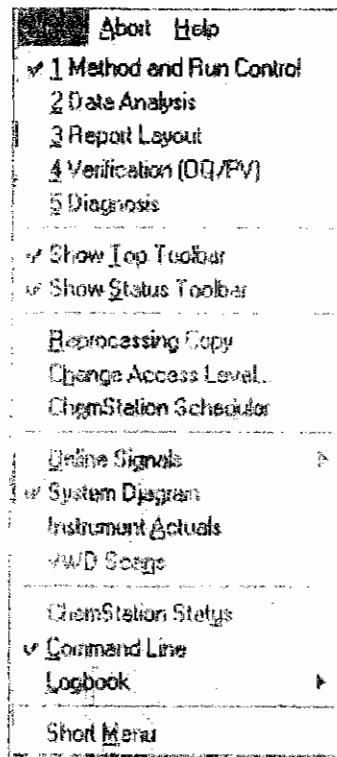 Abort Help
✓ 1 Method and Run Control
2 Data Analysis
3 Report Layout
4 Verification (OQ/PV)
5 Diagnosis
✓ Show Top Toolbar
✓ Show Status Toolbar
Reprocessing Copy
Change Access Level...
ChemStation Scheduler
Online Signals
✓ System Diagram
Instrument Actuals
VWD Scans
ChemStation Status
✓ Command Line
Logbook
Short Menu